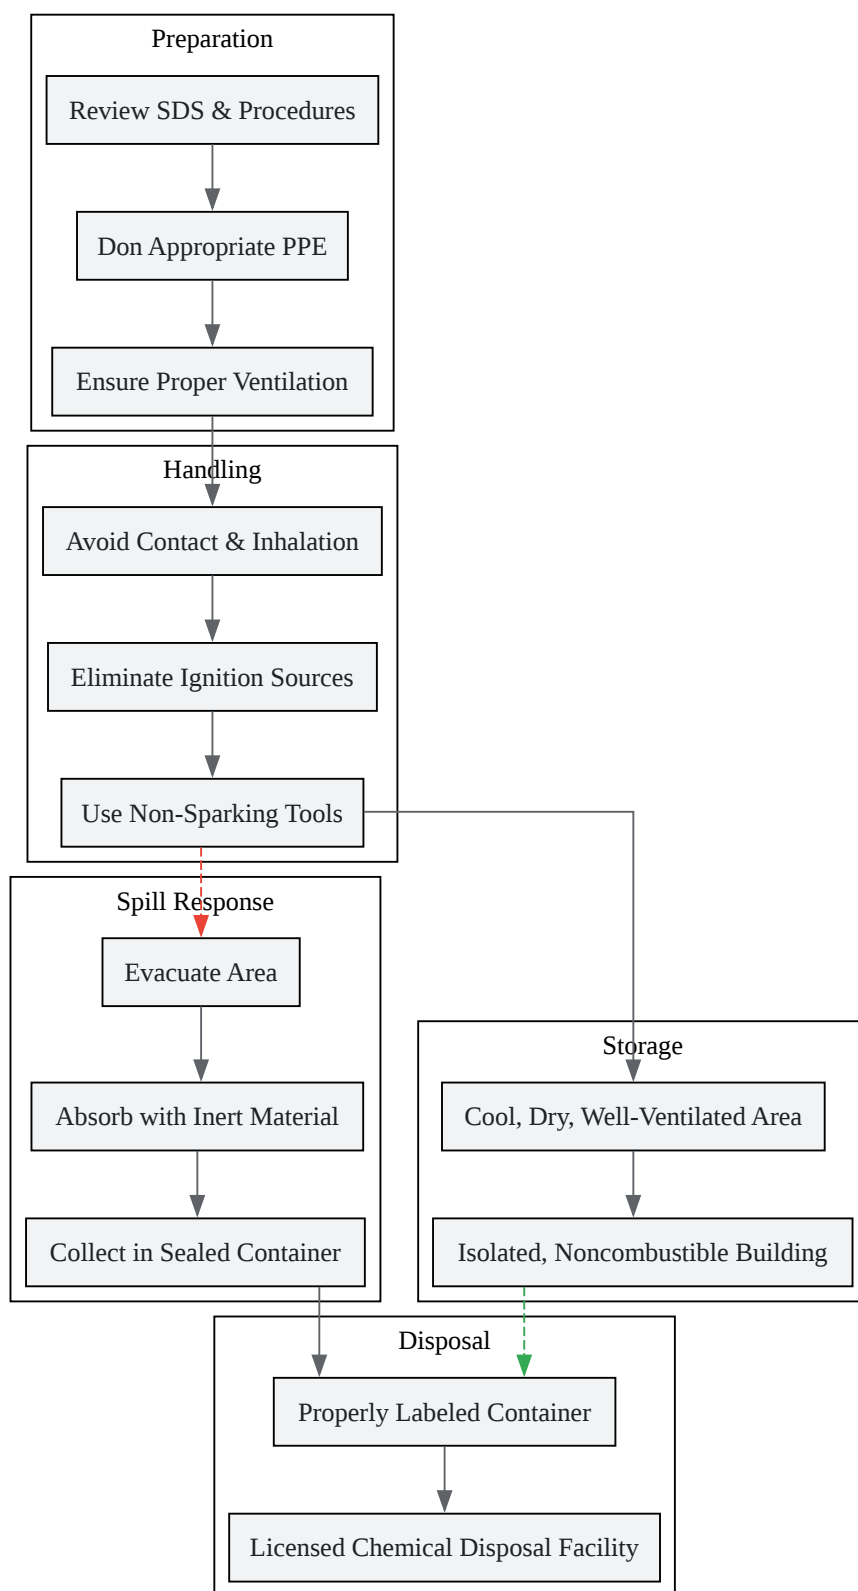 Preparation
Review SDS & Procedures
Don Appropriate PPE
Ensure Proper Ventilation
Handling
Avoid Contact & Inhalation
Eliminate Ignition Sources
Use Non-Sparking Tools
Spill Response
Evacuate Area
Absorb with Inert Material
Collect in Sealed Container
Storage
Cool, Dry, Well-Ventilated Area
Isolated, Noncombustible Building
Disposal
Properly Labeled Container
Licensed Chemical Disposal Facility